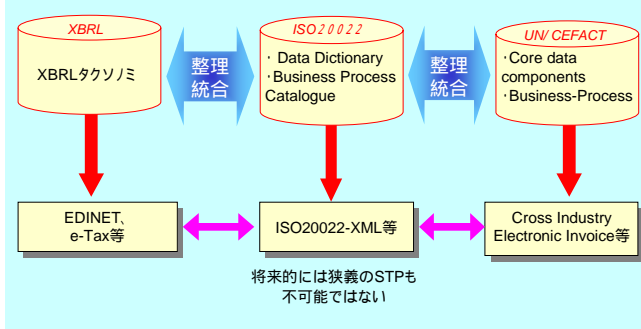 XBRL
XBRLタクソノミ
整理
統合
ISO20022
・Data Dictionary
・Business Process
Catalogue
整理
統合
UN/CEFACT
・Core data
components
・Business-Process
EDINET、
e-Tax等
ISO20022-XML等
Cross Industry
Electronic Invoice等
将来的には狭義のSTPも
不可能ではない